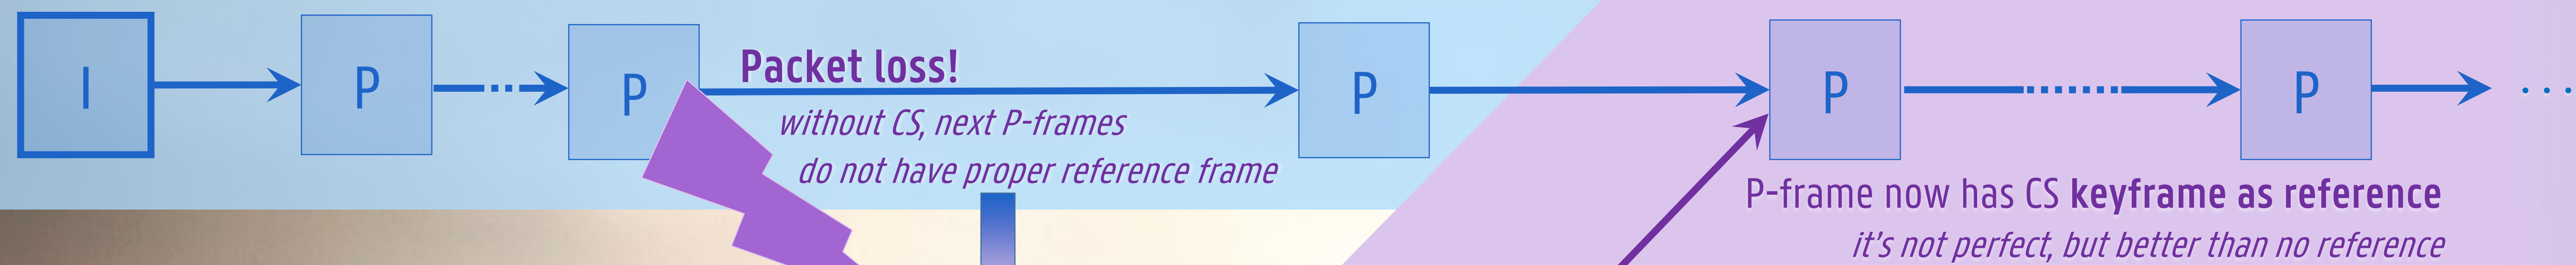 I
P
P
Packet loss!
without CS, next P-frames
do not have proper reference frame
P
P
P
. . .
P-frame now has CS keyframe as reference
it's not perfect, but better than no reference